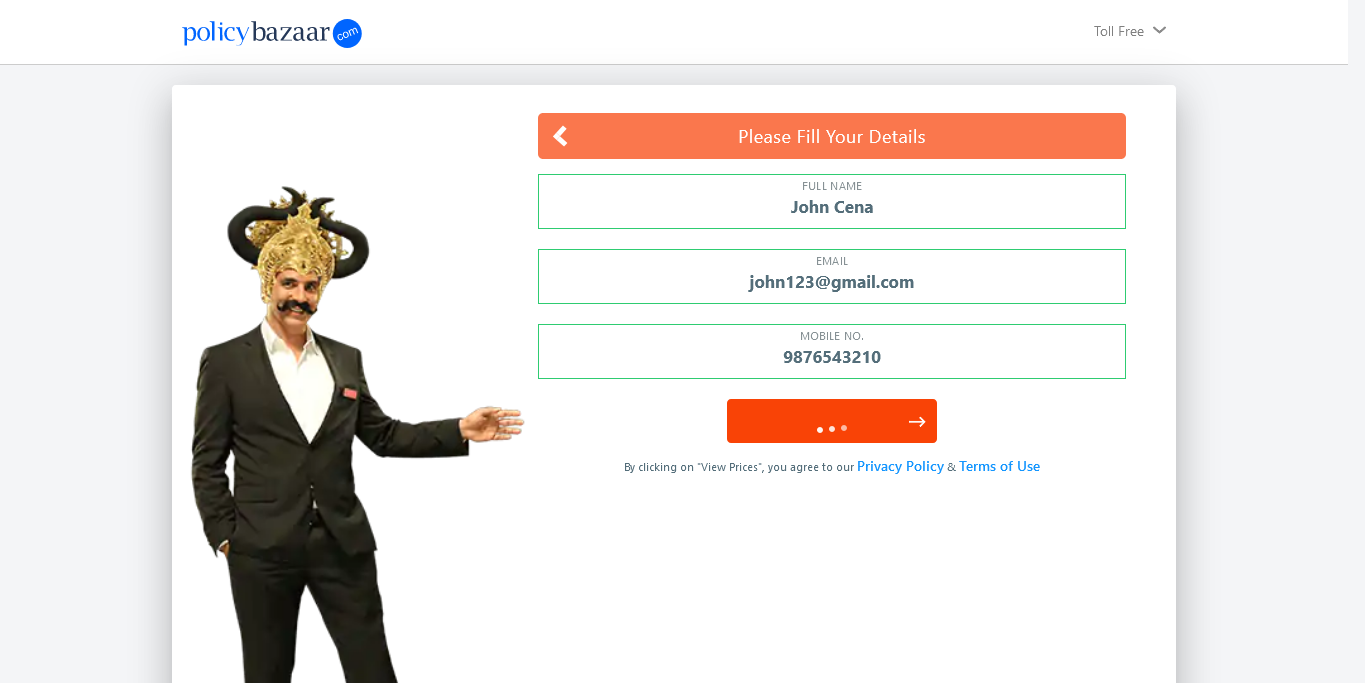 policybazaar.com
Toll Free
Please Fill Your Details
FULL NAME
John Cena
EMAIL
john123@gmail.com
MOBILE NO.
9876543210
By clicking on "View Prices", you agree to our Privacy Policy & Terms of Use